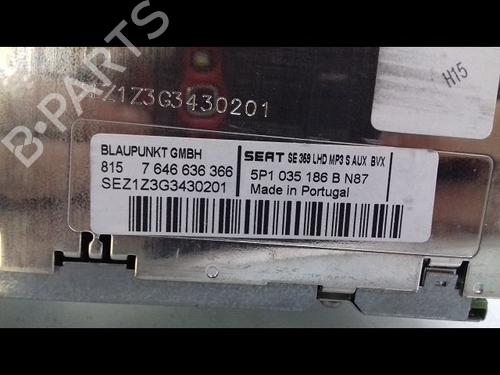 B-PARTS
H15
SEZ1Z3G3430201
BLAUPUNKT GMBH
815 7 646 636 366
SEZ1Z3G3430201
SEAT SE 359 LHD MP3 S AUX BVX
5P1 035 186 B N87
Made in Portugal